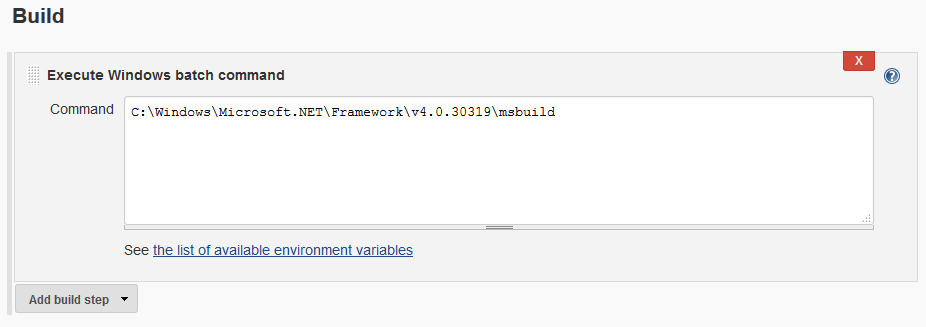 Build
X
Execute Windows batch command
?
Command
C:\Windows\Microsoft.NET\Framework\v4.0.30319\msbuild
See the list of available environment variables
Add build step